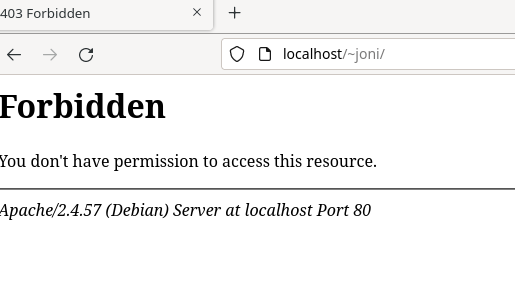 403 Forbidden
localhost/~joni/
Forbidden
You don't have permission to access this resource.
Apache/2.4.57 (Debian) Server at localhost Port 80